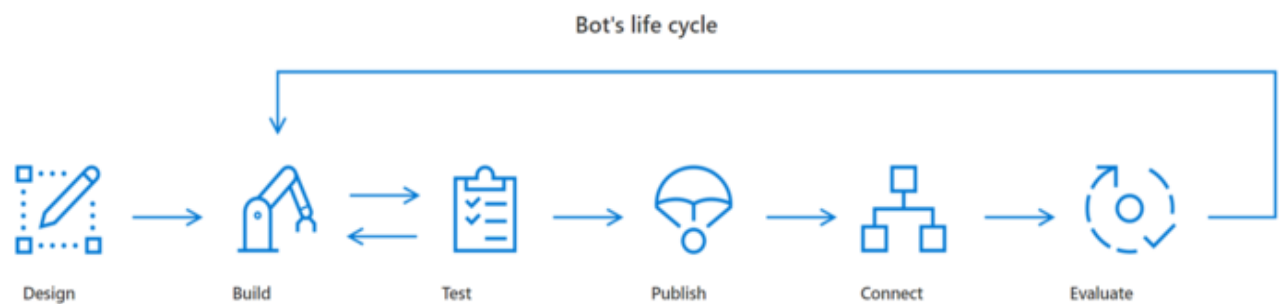 Bot's life cycle
Design
Build
Test
Publish
Connect
Evaluate